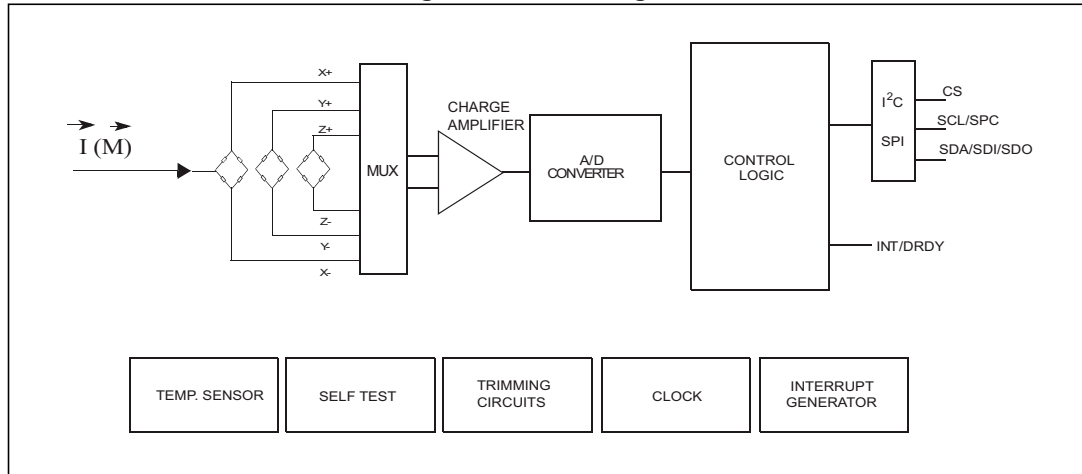 X+
Y+
Z+
I (M)
Z-
Y-
X-
MUX
CHARGE
AMPLIFIER
A/D
CONVERTER
CONTROL
LOGIC
I²C
SPI
CS
SCL/SPC
SDA/SDI/SDO
INT/DRDY
TEMP. SENSOR
SELF TEST
TRIMMING
CIRCUITS
CLOCK
INTERRUPT
GENERATOR